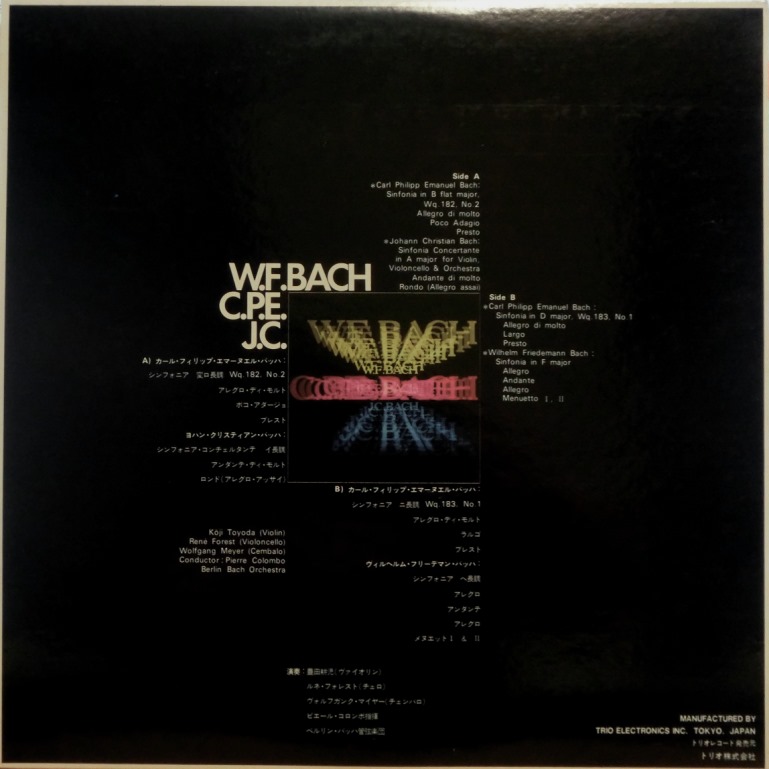 Side A
●Carl Philipp Emanuel Bach:
Sinfonia in B flat major,
Wq.182, No.2
Allegro di molto
Poco Adagio
Presto
●Johann Christian Bach:
Sinfonia Concertante
in A major for Violin,
Violoncello & Orchestra
Andante di molto
Rondo (Allegro assai)
W.F.BACH
C.P.E.
J.C.
Side B
●Carl Philipp Emanuel Bach :
Sinfonia in D major, Wq.183, No.1
Allegro di molto
Largo
Presto
●Wilhelm Friedemann Bach :
Sinfonia in F major
Allegro
Andante
Allegro
Menuetto I, II
W.F. BACH
W.F.BACH
C.P.E.BACH
J.C.BACH
BACH
A) カール・フィリップ・エマーヌエル・バッハ:
シンフォニア 変ロ長調 Wq.182, No.2
アレグロ・ディ・モルト
ポコ・アダージョ
プレスト
ヨハン・クリスティアン・バッハ:
シンフォニア・コンチェルタンテ イ長調
アンダンテ・ディ・モルト
ロンド(アレグロ・アッサイ)
B) カール・フィリップ・エマーヌエル・バッハ:
シンフォニア ニ長調 Wq.183, No.1
アレグロ・ディ・モルト
ラルゴ
プレスト
ヴィルヘルム・フリーデマン・バッハ:
シンフォニア ヘ長調
アレグロ
アンダンテ
アレグロ
メヌエット I & II
Kōji Toyoda (Violin)
René Forest (Violoncello)
Wolfgang Meyer (Cembalo)
Conductor: Pierre Colombo
Berlin Bach Orchestra
演奏:豊田耕児(ヴァイオリン)
ルネ・フォレスト(チェロ)
ヴォルフガンク・マイヤー(チェンバロ)
ピエール・コロンボ指揮
ベルリン・バッハ管弦楽団
MANUFACTURED BY
TRIO ELECTRONICS INC. TOKYO. JAPAN
トリオレコード発売元
トリオ株式会社